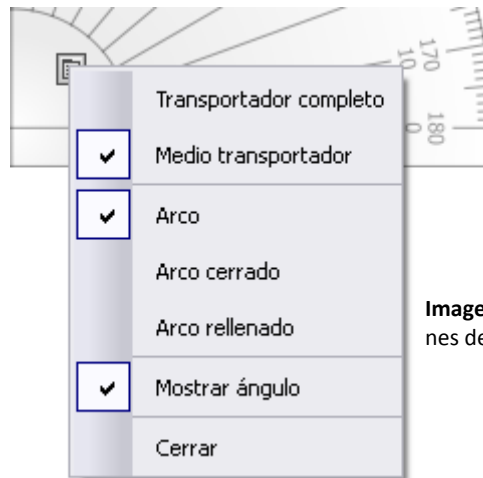 170
10
180
0
Transportador completo
Medio transportador
Arco
Arco cerrado
Arco rellenado
Mostrar ángulo
Cerrar
Image
nes de